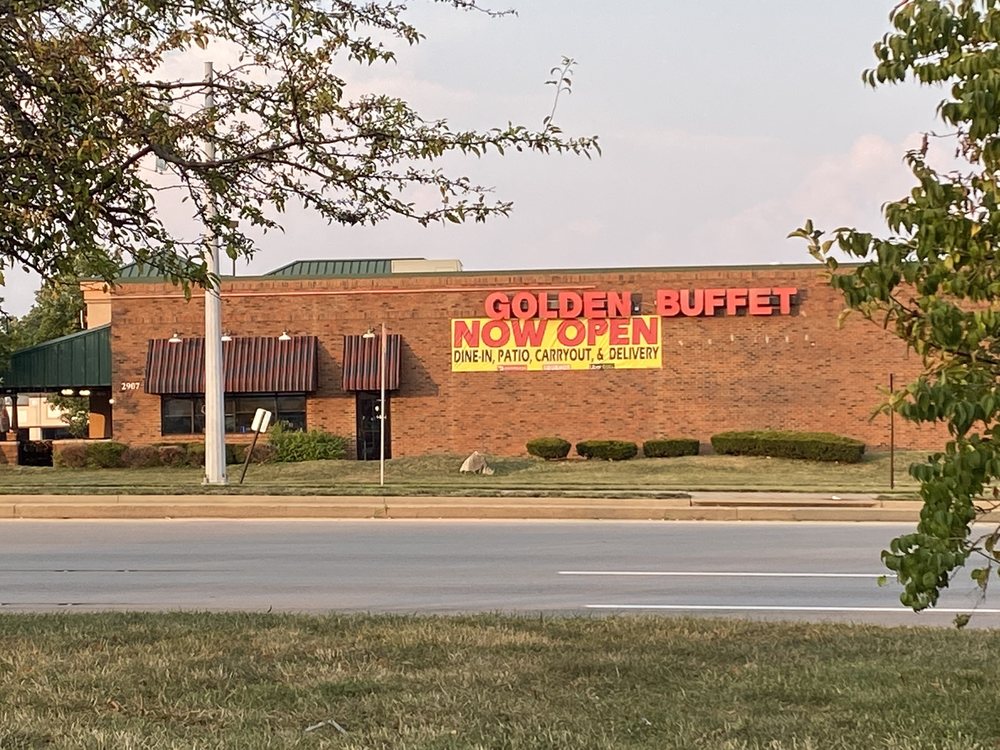 GOLDEN BUFFET
NOW OPEN
DINE-IN, PATIO, CARRYOUT, & DELIVERY
2907